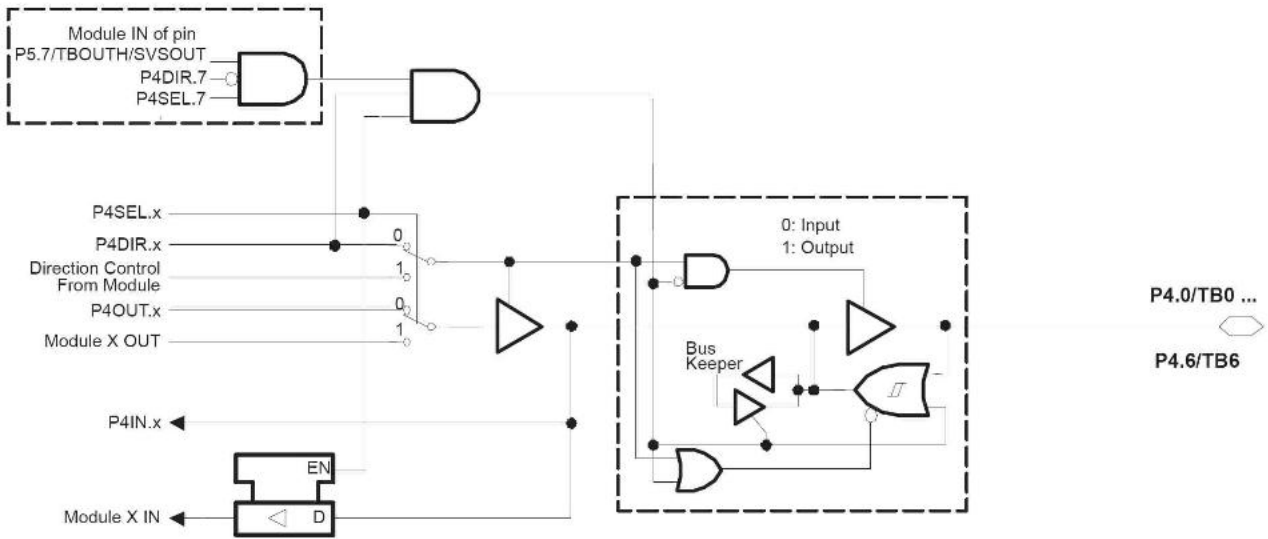 Module IN of pin
P5.7/TBOUTH/SVSOUT
P4DIR.7
P4SEL.7
P4SEL.x
P4DIR.x
0
Direction Control
From Module
1
P4OUT.x
0
Module X OUT
1
0: Input
1: Output
P4.0/TB0 ...
P4.6/TB6
Bus
Keeper
P4IN.x
EN
Module X IN
D